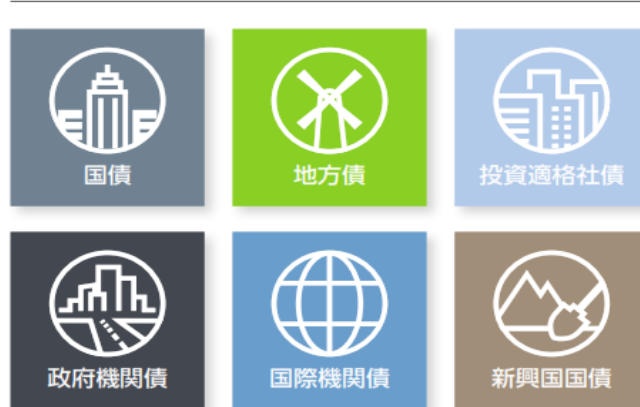 国債
地方債
投資適格社債
政府機関債
国際機関債
新興国国債